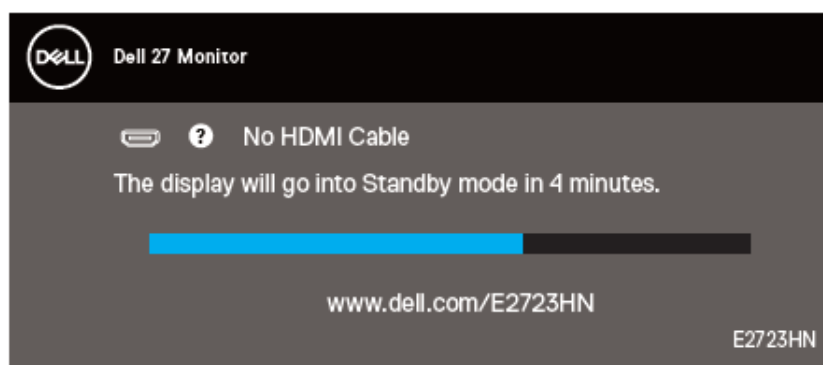 DELL Dell 27 Monitor
? No HDMI Cable
The display will go into Standby mode in 4 minutes.
www.dell.com/E2723HN
E2723HN